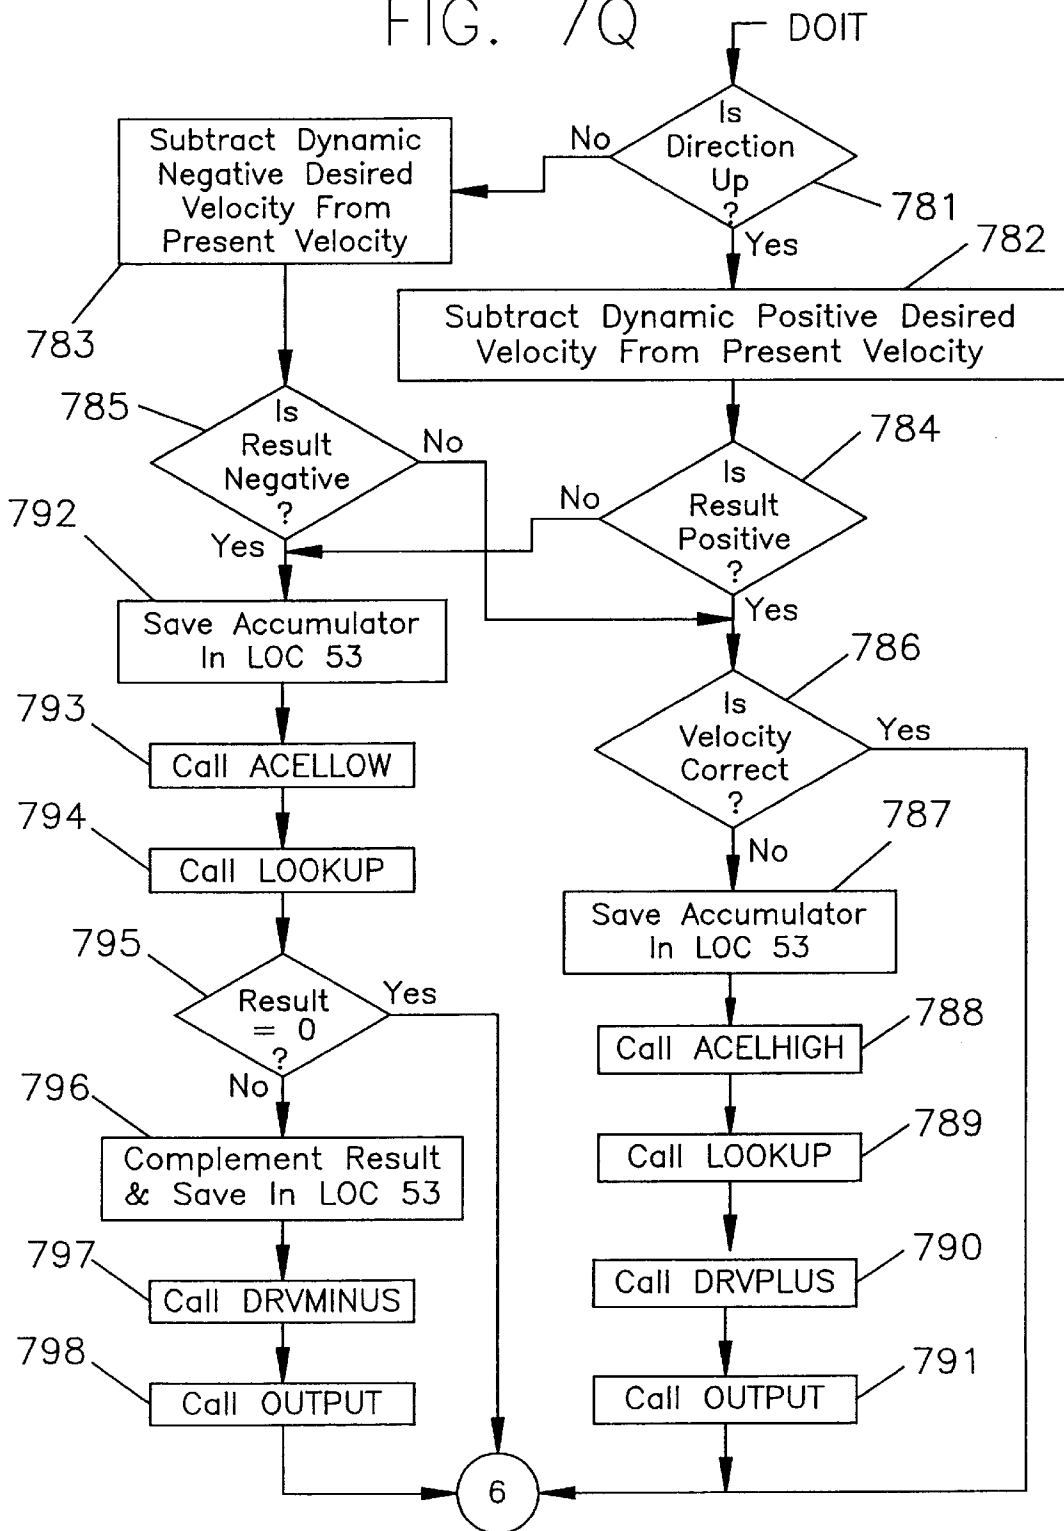 FIG. 7Q
DOIT
Is
Direction
Up
?
No
Yes
781
Subtract Dynamic
Negative Desired
Velocity From
Present Velocity
783
782
Subtract Dynamic Positive Desired
Velocity From Present Velocity
785
Is
Result
Negative
?
No
Yes
784
Is
Result
Positive
?
No
Yes
792
Save Accumulator
In LOC 53
786
Is
Velocity
Correct
?
Yes
No
793
Call ACELLOW
794
Call LOOKUP
787
Save Accumulator
In LOC 53
795
Result
= 0
?
Yes
No
788
Call ACELHIGH
789
Call LOOKUP
796
Complement Result
& Save In LOC 53
797
Call DRVMINUS
790
Call DRVPLUS
798
Call OUTPUT
791
Call OUTPUT
6